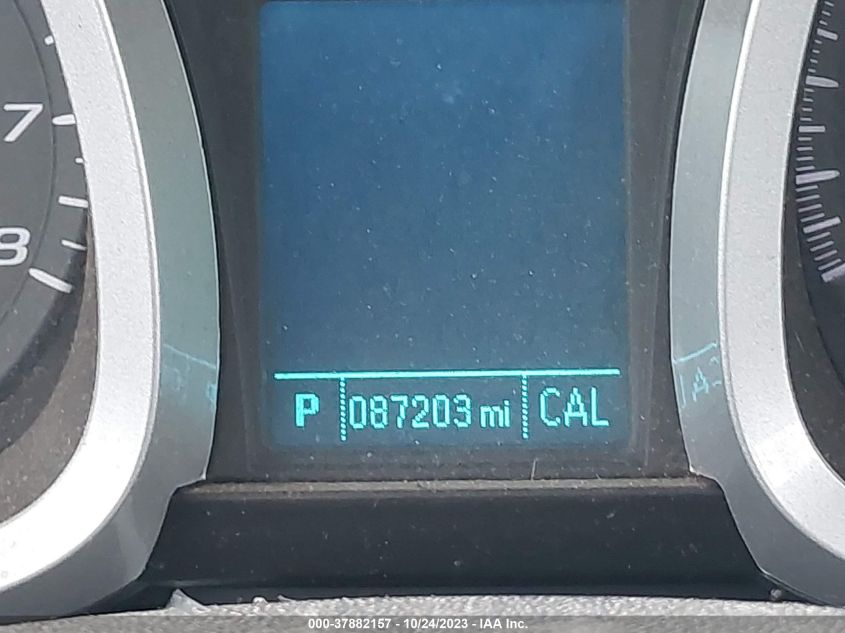 7
8
P 087203 mi CAL
000-37882157 - 10/24/2023 - IAA Inc.